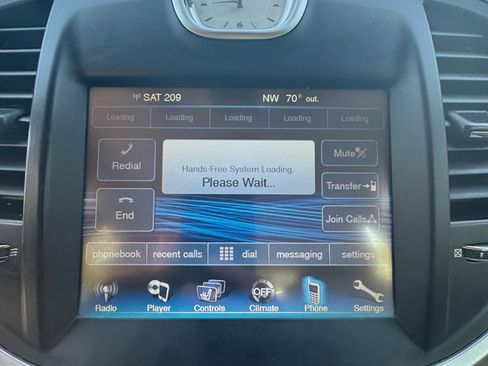 SAT 209 NW 70° out.
Loading Loading Loading Loading Loading
Redial
Hands-Free System Loading.
Please Wait...
Mute
Transfer
End
Join Calls
phonebook recent calls dial messaging settings
OFF
Radio Player Controls Climate Phone Settings